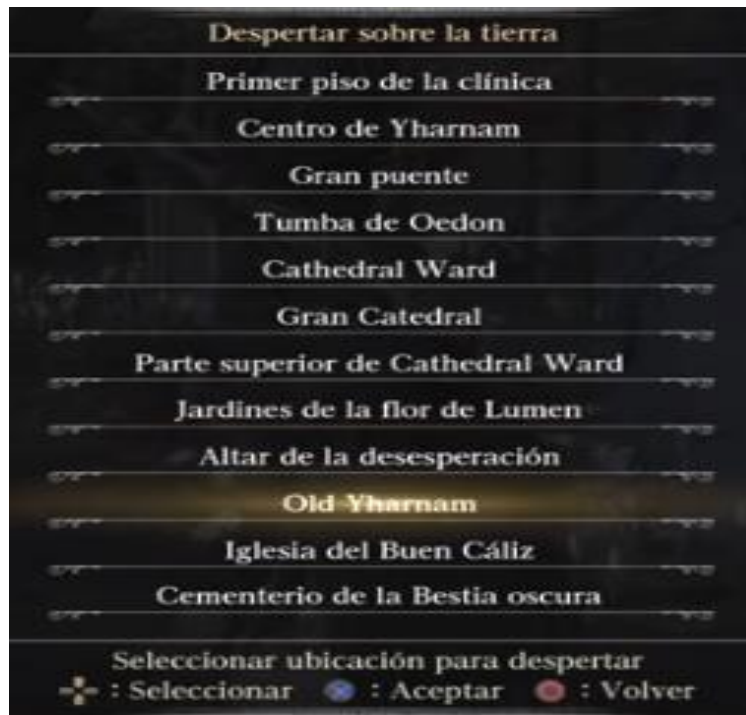 Despertar sobre la tierra
Primer piso de la clínica
Centro de Yharnam
Gran puente
Tumba de Oedon
Cathedral Ward
Gran Catedral
Parte superior de Cathedral Ward
Jardines de la flor de Lumen
Altar de la desesperación
Old Yharnam
Iglesia del Buen Cáliz
Cementerio de la Bestia oscura
Seleccionar ubicación para despertar
: Seleccionar : Aceptar : Volver